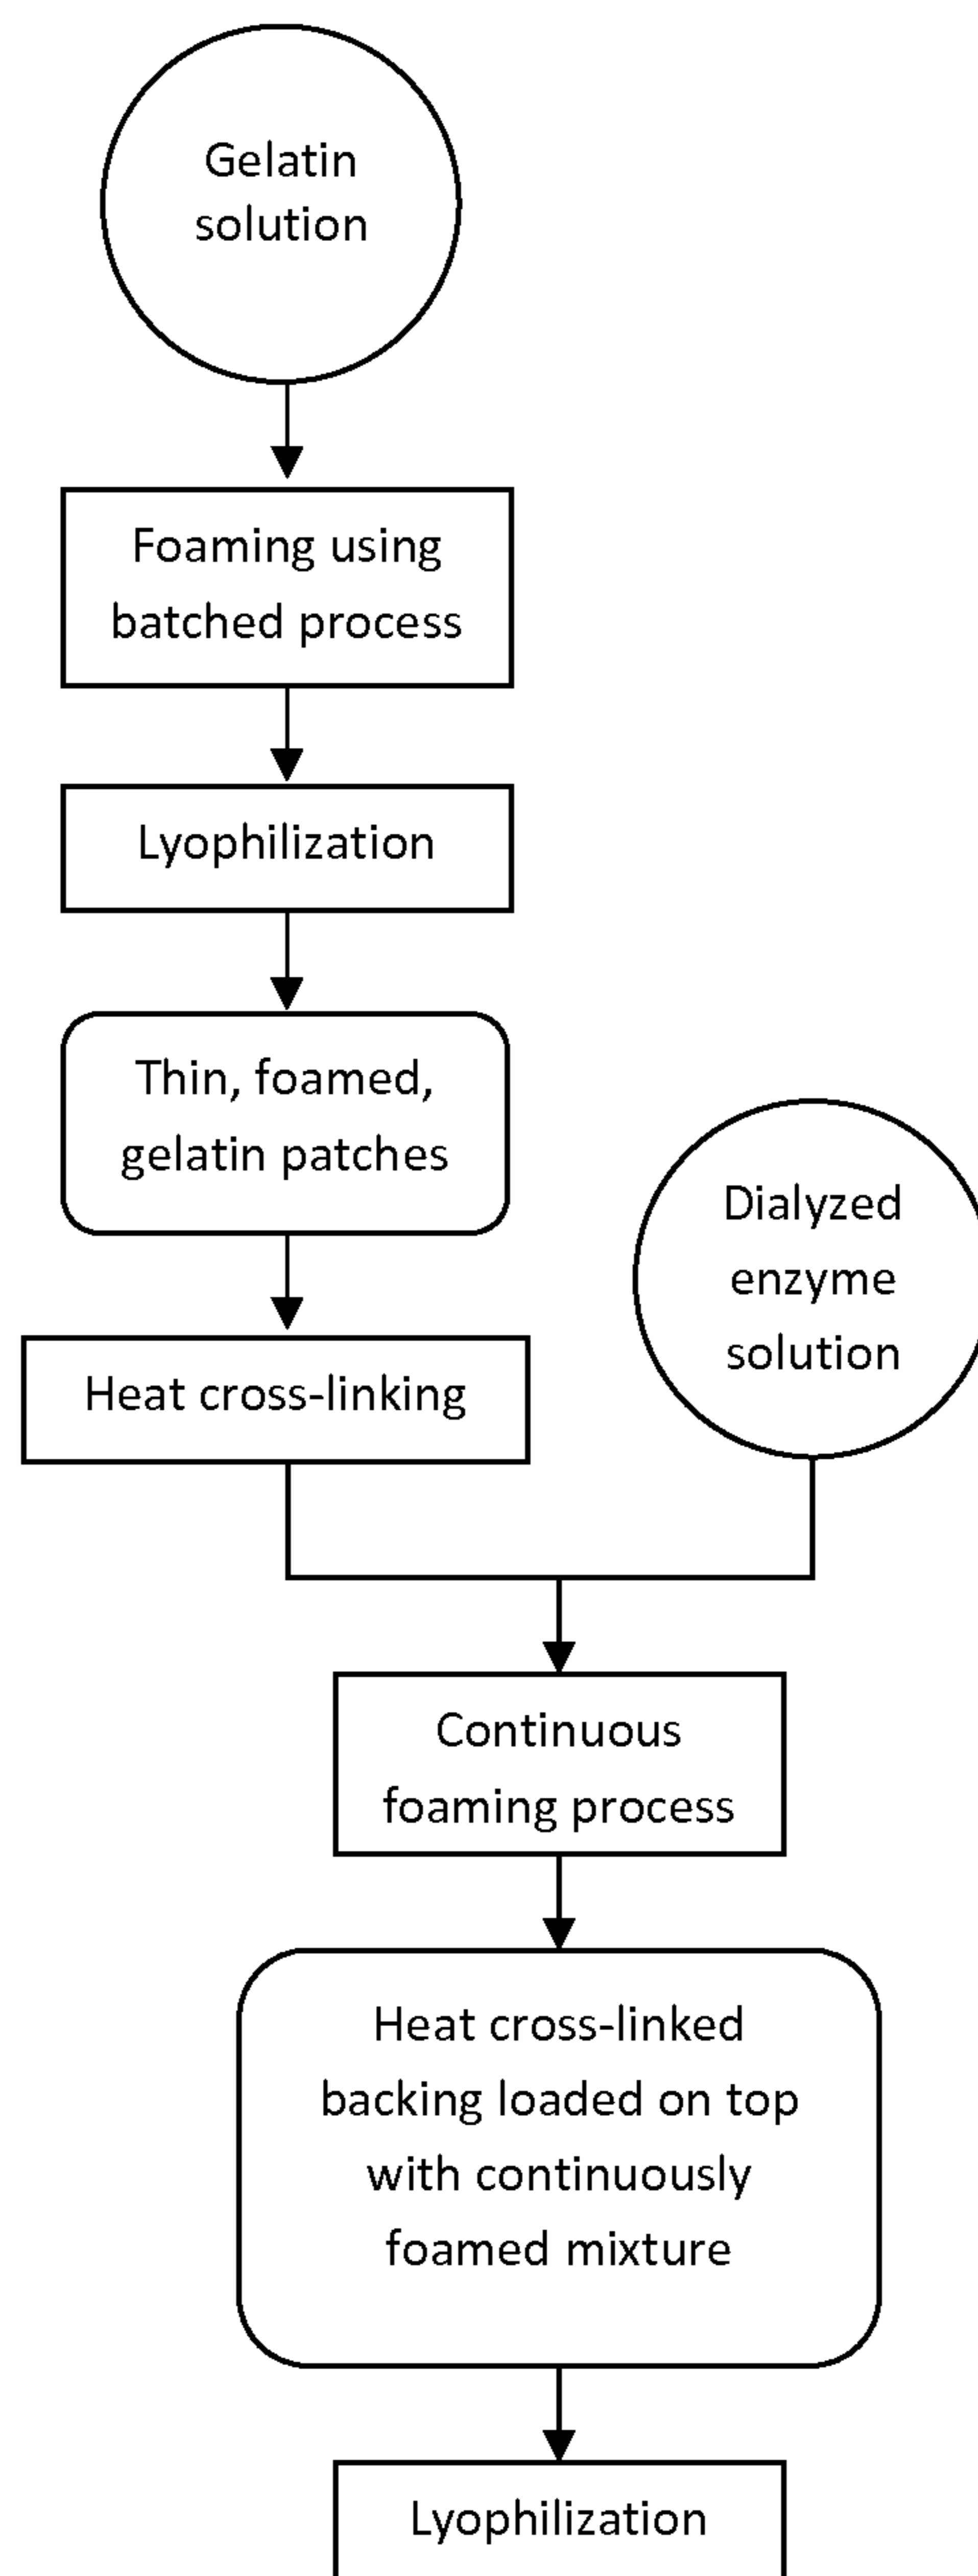 Gelatin
solution
Foaming using
batched process
Lyophilization
Thin, foamed,
gelatin patches
Dialyzed
enzyme
solution
Heat cross-linking
Continuous
foaming process
Heat cross-linked
backing loaded on top
with continuously
foamed mixture
Lyophilization